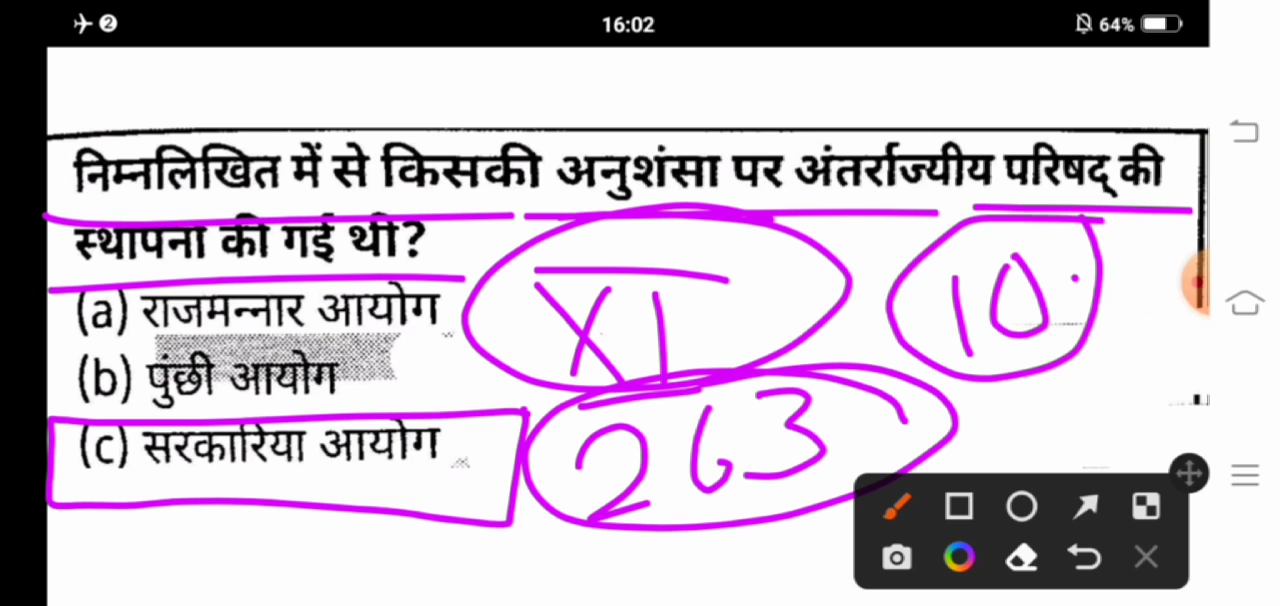 2 16:02 64%
निम्नलिखित में से किसकी अनुशंसा पर अंतर्राज्यीय परिषद् की
स्थापना की गई थी?
(a) राजमन्नार आयोग
XI 10
(b) पुंछी आयोग
(c) सरकारिया आयोग
263